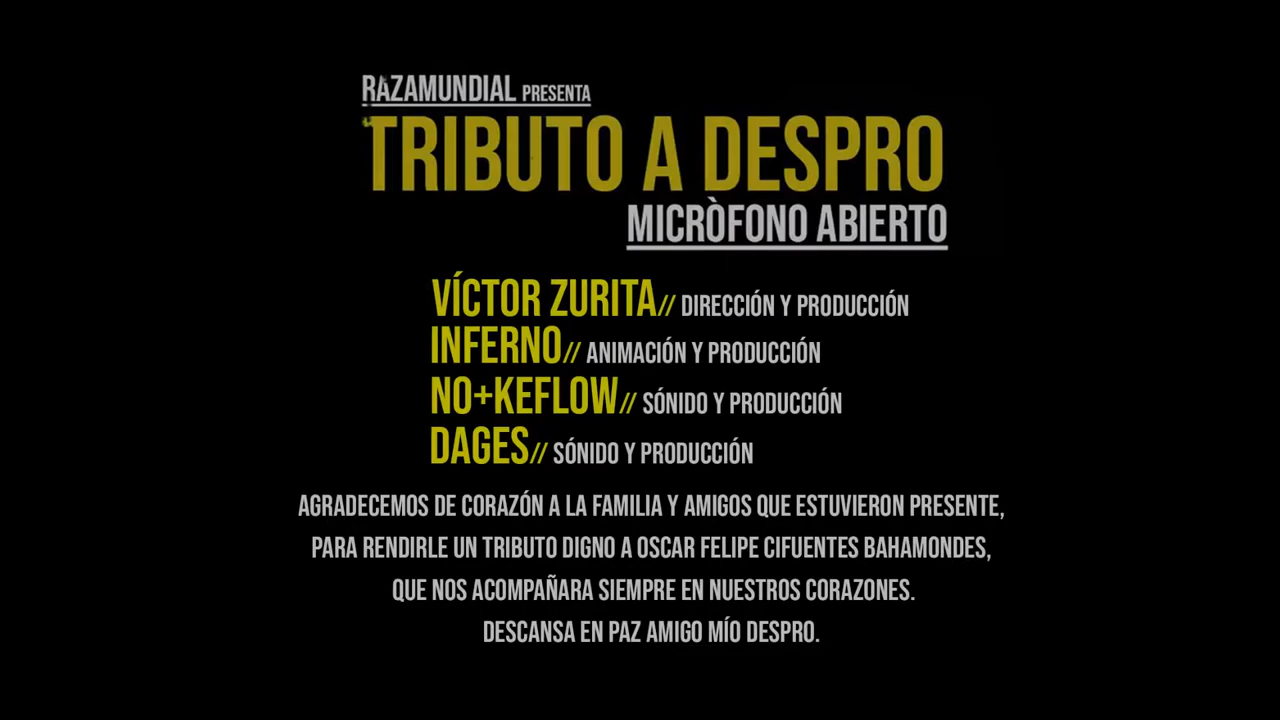 RAZAMUNDIAL PRESENTA
TRIBUTO A DESPRO
MICRÒFONO ABIERTO
VÍCTOR ZURITA// DIRECCIÓN Y PRODUCCIÓN
INFERNO// ANIMACIÓN Y PRODUCCIÓN
NO+KEFLOW// SÓNIDO Y PRODUCCIÓN
DAGES// SÓNIDO Y PRODUCCIÓN
AGRADECEMOS DE CORAZÓN A LA FAMILIA Y AMIGOS QUE ESTUVIERON PRESENTE,
PARA RENDIRLE UN TRIBUTO DIGNO A OSCAR FELIPE CIFUENTES BAHAMONDES,
QUE NOS ACOMPAÑARA SIEMPRE EN NUESTROS CORAZONES.
DESCANSA EN PAZ AMIGO MÍO DESPRO.